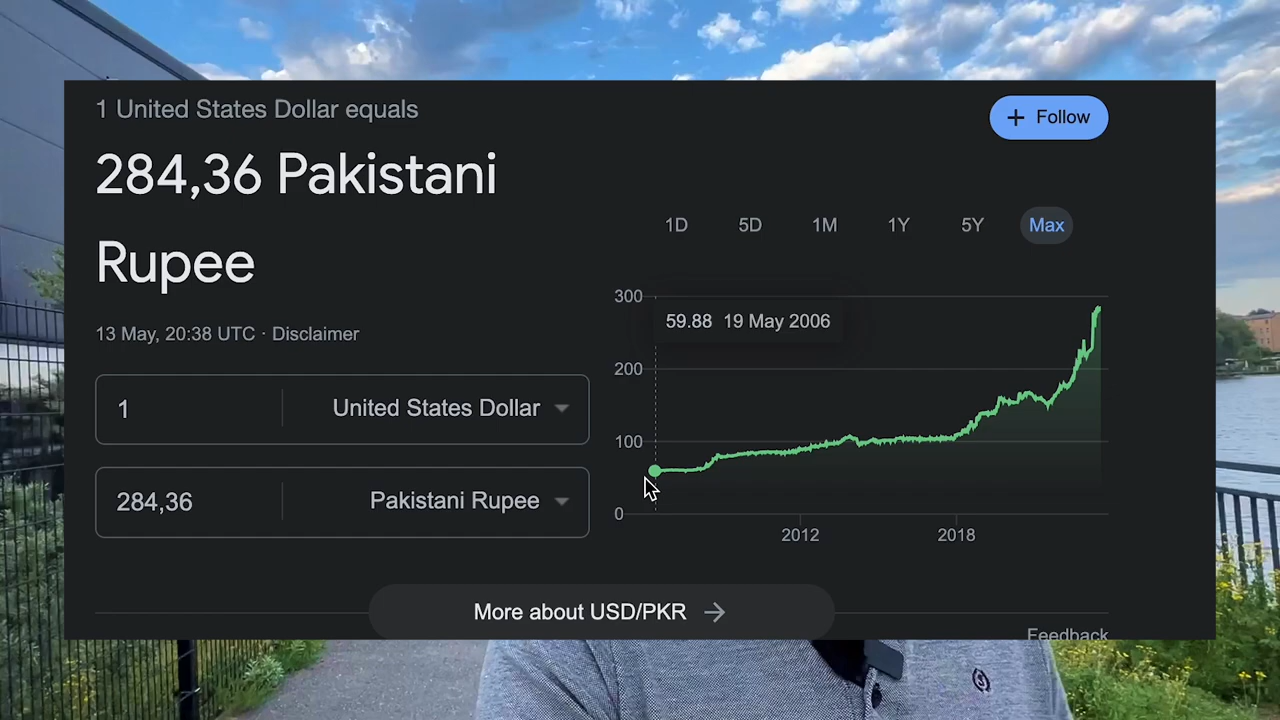 1 United States Dollar equals
284,36 Pakistani
Rupee
13 May, 20:38 UTC · Disclaimer
1 United States Dollar
284,36 Pakistani Rupee
+ Follow
1D 5D 1M 1Y 5Y Max
300
59.88 19 May 2006
200
100
0
2012 2018
More about USD/PKR →
Feedback